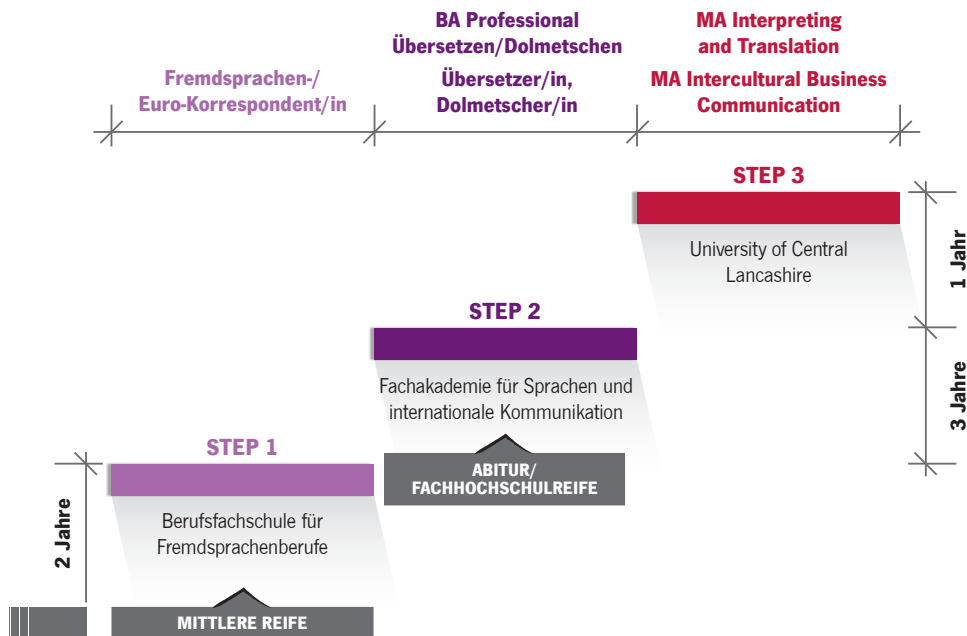 BA Professional
Übersetzen/Dolmetschen
Übersetzer/in,
Dolmetscher/in
MA Interpreting
and Translation
MA Intercultural Business
Communication
Fremdsprachen-/
Euro-Korrespondent/in
STEP 3
University of Central
Lancashire
1 Jahr
STEP 2
Fachakademie für Sprachen und
internationale Kommunikation
3 Jahre
ABITUR/
FACHHOCHSCHULREIFE
STEP 1
Berufsfachschule für
Fremdsprachenberufe
2 Jahre
MITTLERE REIFE